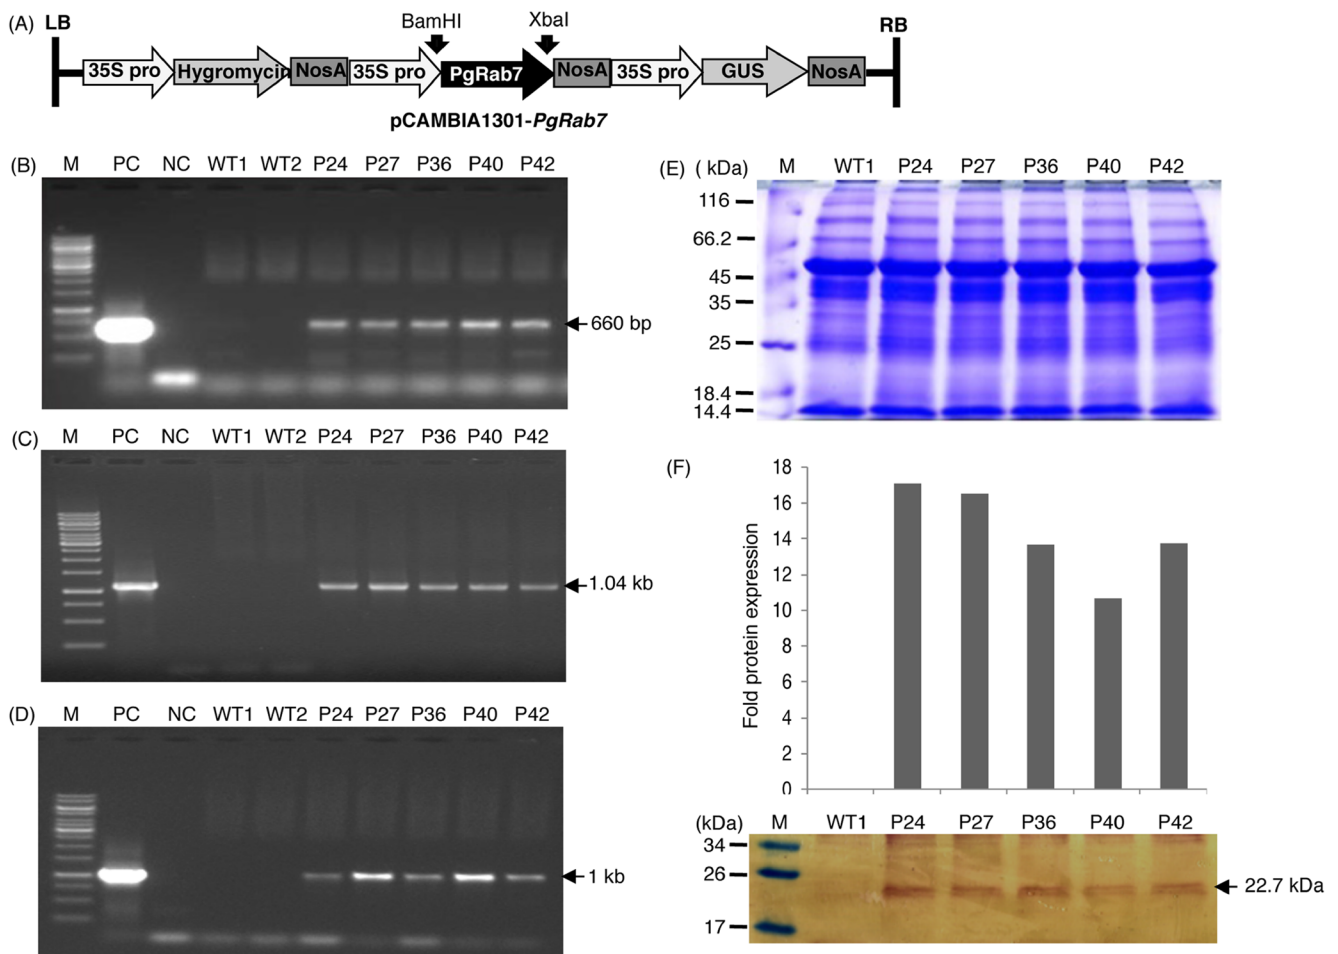 (A) LB BamHI XbaI RB
35S pro Hygromycin NosA 35S pro PgRab7 NosA 35S pro GUS NosA
pCAMBIA1301-PgRab7
(B) M PC NC WT1 WT2 P24 P27 P36 P40 P42
660 bp
(C) M PC NC WT1 WT2 P24 P27 P36 P40 P42
1.04 kb
(D) M PC NC WT1 WT2 P24 P27 P36 P40 P42
1 kb
(E) ( kDa) M WT1 P24 P27 P36 P40 P42
116
66.2
45
35
25
18.4
14.4
(F)
Fold protein expression
18
16
14
12
10
8
6
4
2
0
(kDa) M WT1 P24 P27 P36 P40 P42
34
26
17
22.7 kDa